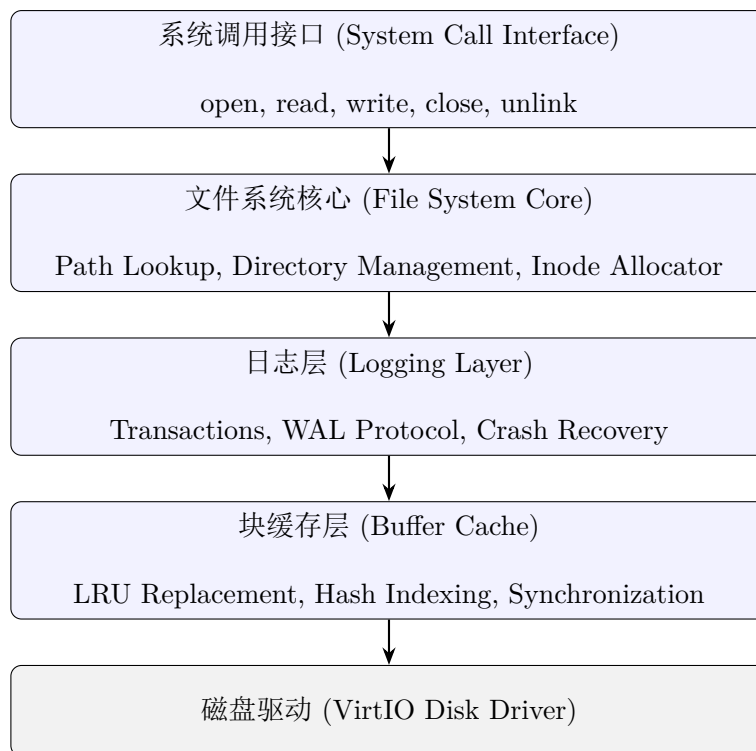 系统调用接口 (System Call Interface)
open, read, write, close, unlink
文件系统核心 (File System Core)
Path Lookup, Directory Management, Inode Allocator
日志层 (Logging Layer)
Transactions, WAL Protocol, Crash Recovery
块缓存层 (Buffer Cache)
LRU Replacement, Hash Indexing, Synchronization
磁盘驱动 (VirtIO Disk Driver)